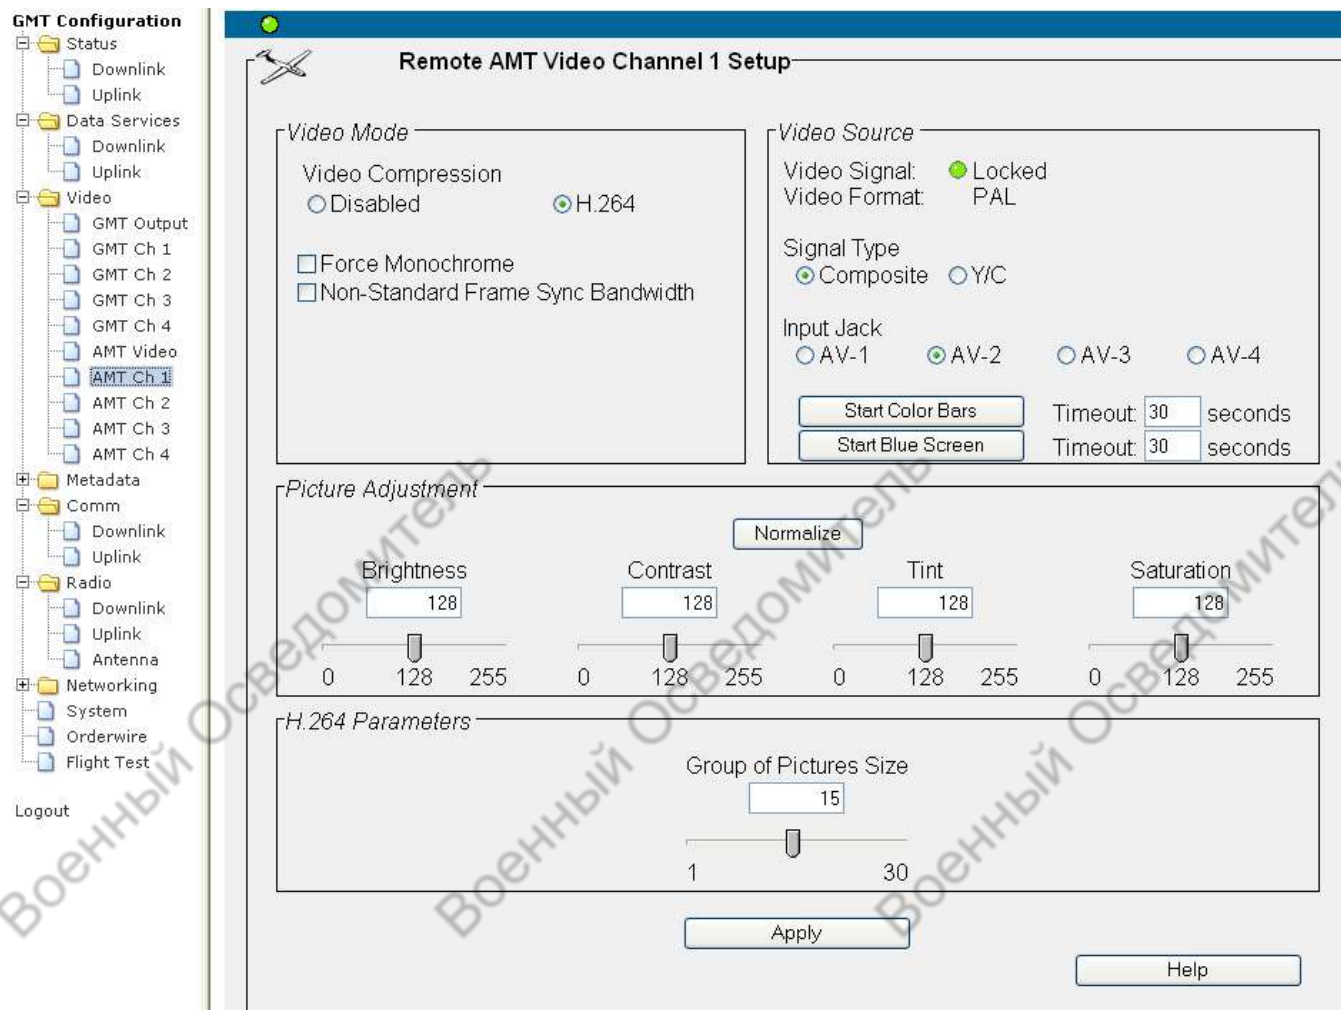 GMT Configuration
Status
Downlink
Uplink
Data Services
Downlink
Uplink
Video
GMT Output
GMT Ch 1
GMT Ch 2
GMT Ch 3
GMT Ch 4
AMT Video
AMT Ch 1
AMT Ch 2
AMT Ch 3
AMT Ch 4
Metadata
Comm
Downlink
Uplink
Radio
Downlink
Uplink
Antenna
Networking
System
Orderwire
Flight Test
Logout
Remote AMT Video Channel 1 Setup
Video Mode
Video Compression
Disabled H.264
Force Monochrome
Non-Standard Frame Sync Bandwidth
Video Source
Video Signal: Locked
Video Format: PAL
Signal Type
Composite Y/C
Input Jack
AV-1 AV-2 AV-3 AV-4
Start Color Bars Timeout: 30 seconds
Start Blue Screen Timeout: 30 seconds
Picture Adjustment
Normalize
Brightness Contrast Tint Saturation
128 128 128 128
0 128 255 0 128 255 0 128 255 0 128 255
H.264 Parameters
Group of Pictures Size
15
1 30
Apply
Help
Военный Осведомитель
Военный Осведомитель
Военный Осведомитель